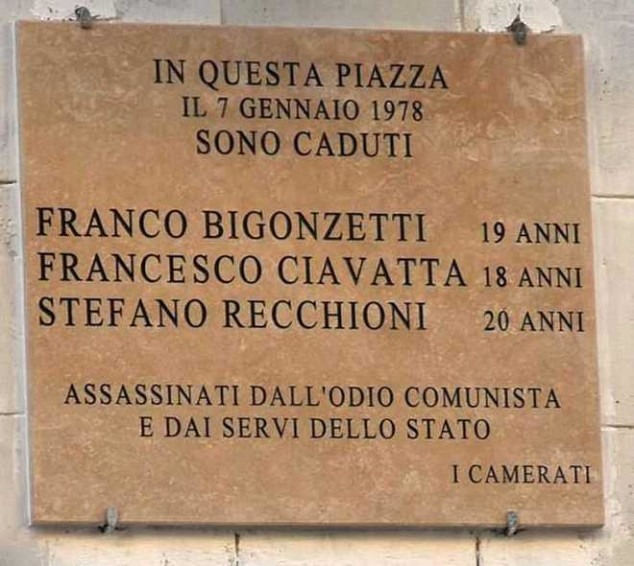 IN QUESTA PIAZZA
IL 7 GENNAIO 1978
SONO CADUTI
FRANCO BIGONZETTI 19 ANNI
FRANCESCO CIAVATTA 18 ANNI
STEFANO RECCHIONI 20 ANNI
ASSASSINATI DALL'ODIO COMUNISTA
E DAI SERVI DELLO STATO
I CAMERATI